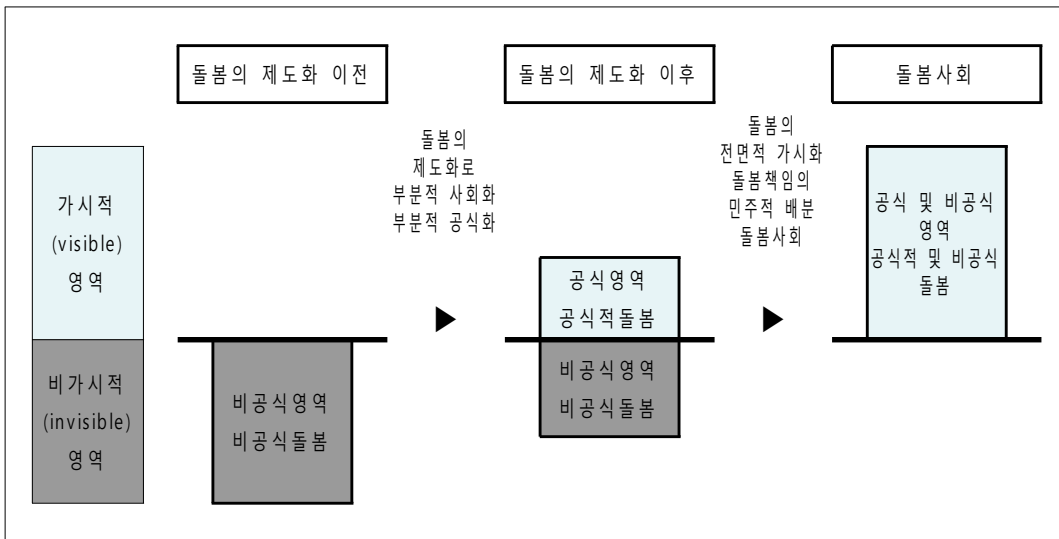 돌봄의 제도화 이전
돌봄의 제도화 이후
돌봄사회
가시적
(visible)
영역
비가시적
(invisible)
영역
비공식영역
비공식돌봄
돌봄의
제도화로
부분적 사회화
부분적 공식화
공식영역
공식적돌봄
비공식영역
비공식돌봄
돌봄의
전면적 가시화
돌봄책임의
민주적 배분
돌봄사회
공식 및 비공식
영역
공식적 및 비공식
돌봄